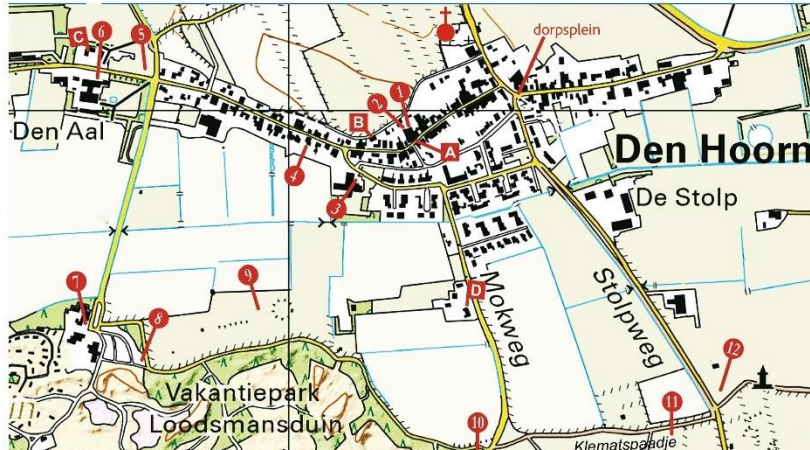 C
6
5
dorpsplein
1
2
B
A
Den Hoorn
Den Aal
4
3
De Stolp
7
9
D
8
Mokweg
Stolpweg
12
Vakantiepark
Loodsmansduin
10
11
Klematspaadje